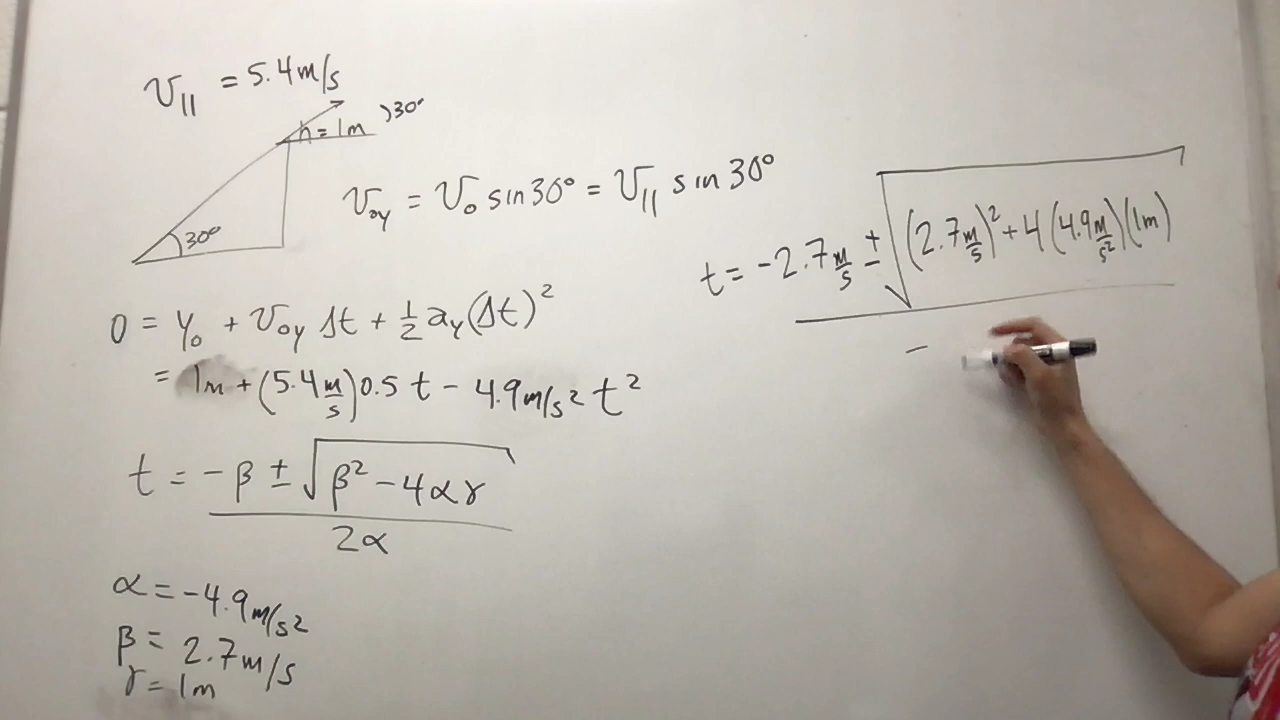 v∥ = 5.4 m/s
h = 1m )30°
30°
v₀y = v₀ sin 30° = v∥ sin 30°
0 = y₀ + v₀y Δt + ½ ay (Δt)²
= 1m + (5.4 m/s) 0.5 t − 4.9 m/s² t²
t = (−β ± √(β² − 4αγ)) / 2α
α = −4.9 m/s²
β = 2.7 m/s
γ = 1m
t = −2.7 m/s ± √((2.7 m/s)² + 4(4.9 m/s²)(1m))
−